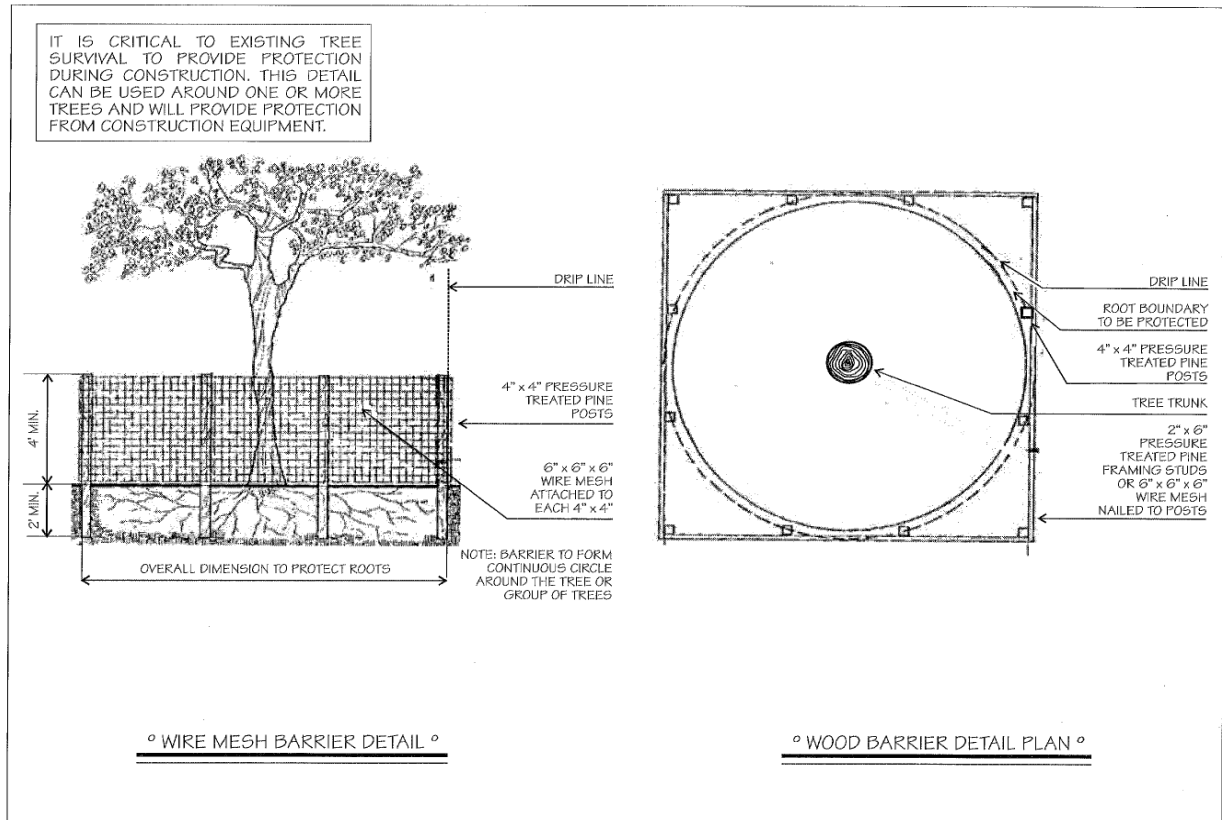 IT IS CRITICAL TO EXISTING TREE
SURVIVAL TO PROVIDE PROTECTION
DURING CONSTRUCTION. THIS DETAIL
CAN BE USED AROUND ONE OR MORE
TREES AND WILL PROVIDE PROTECTION
FROM CONSTRUCTION EQUIPMENT.
DRIP LINE
4" x 4" PRESSURE
TREATED PINE
POSTS
6" x 6" x 6"
WIRE MESH
ATTACHED TO
EACH 4" x 4"
4' MIN.
2' MIN.
OVERALL DIMENSION TO PROTECT ROOTS
NOTE: BARRIER TO FORM
CONTINUOUS CIRCLE
AROUND THE TREE OR
GROUP OF TREES
° WIRE MESH BARRIER DETAIL °
DRIP LINE
ROOT BOUNDARY
TO BE PROTECTED
4" x 4" PRESSURE
TREATED PINE
POSTS
TREE TRUNK
2" x 6"
PRESSURE
TREATED PINE
FRAMING STUDS
OR 6" x 6" x 6"
WIRE MESH
NAILED TO POSTS
° WOOD BARRIER DETAIL PLAN °